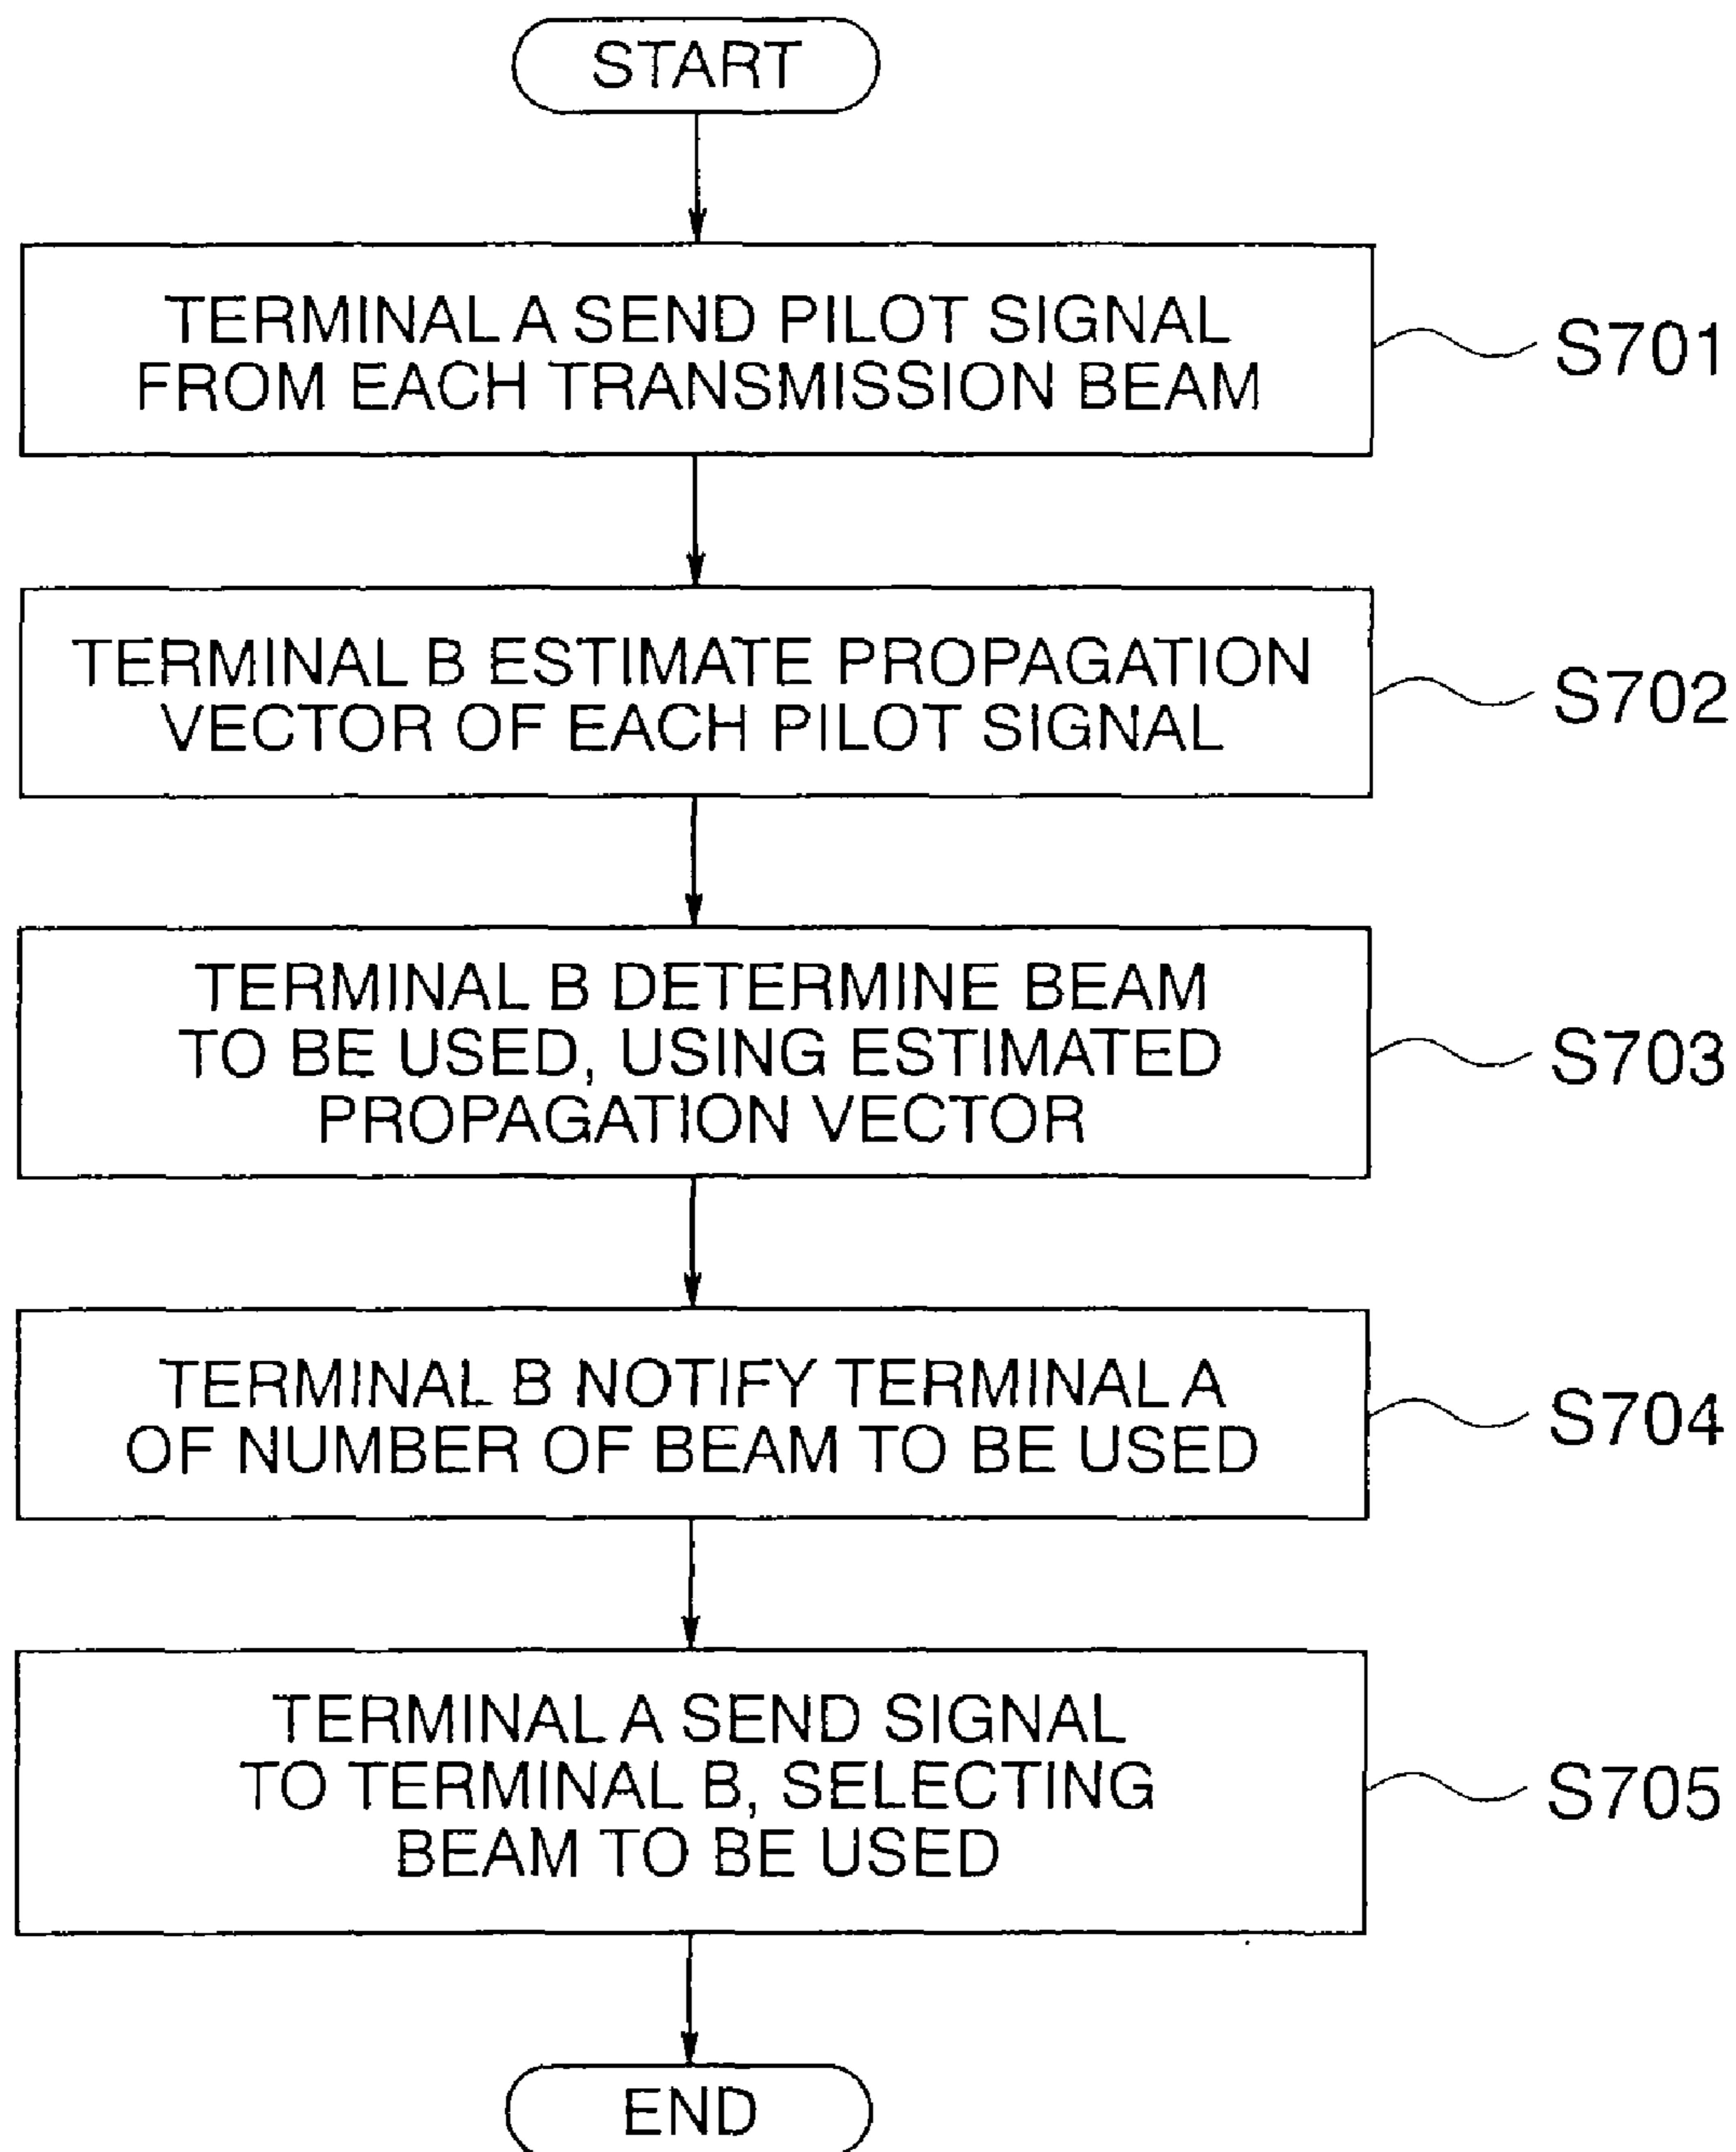 START
TERMINAL A SEND PILOT SIGNAL
FROM EACH TRANSMISSION BEAM
S701
TERMINAL B ESTIMATE PROPAGATION
VECTOR OF EACH PILOT SIGNAL
S702
TERMINAL B DETERMINE BEAM
TO BE USED, USING ESTIMATED
PROPAGATION VECTOR
S703
TERMINAL B NOTIFY TERMINAL A
OF NUMBER OF BEAM TO BE USED
S704
TERMINAL A SEND SIGNAL
TO TERMINAL B, SELECTING
BEAM TO BE USED
S705
END